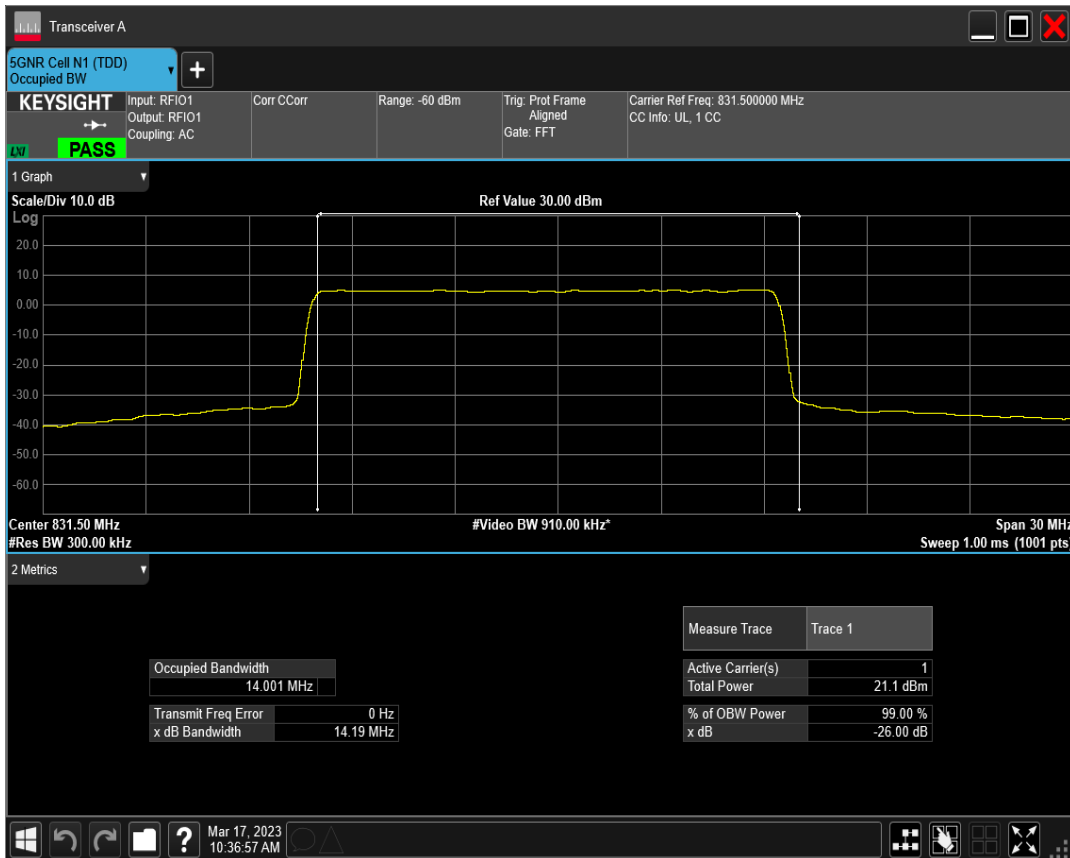 Transceiver A
5GNR Cell N1 (TDD)
Occupied BW
+
KEYSIGHT
LXI
PASS
Input: RFIO1
Output: RFIO1
Coupling: AC
Corr CCorr
Range: -60 dBm
Trig: Prot Frame
Aligned
Gate: FFT
Carrier Ref Freq: 831.500000 MHz
CC Info: UL, 1 CC
1 Graph
Scale/Div 10.0 dB
Ref Value 30.00 dBm
Log
20.0
10.0
0.00
-10.0
-20.0
-30.0
-40.0
-50.0
-60.0
Center 831.50 MHz
#Video BW 910.00 kHz*
Span 30 MHz
#Res BW 300.00 kHz
Sweep 1.00 ms (1001 pts)
2 Metrics
Measure Trace Trace 1
Occupied Bandwidth
14.001 MHz
Active Carrier(s) 1
Total Power 21.1 dBm
Transmit Freq Error 0 Hz
x dB Bandwidth 14.19 MHz
% of OBW Power 99.00 %
x dB -26.00 dB
?
Mar 17, 2023
10:36:57 AM